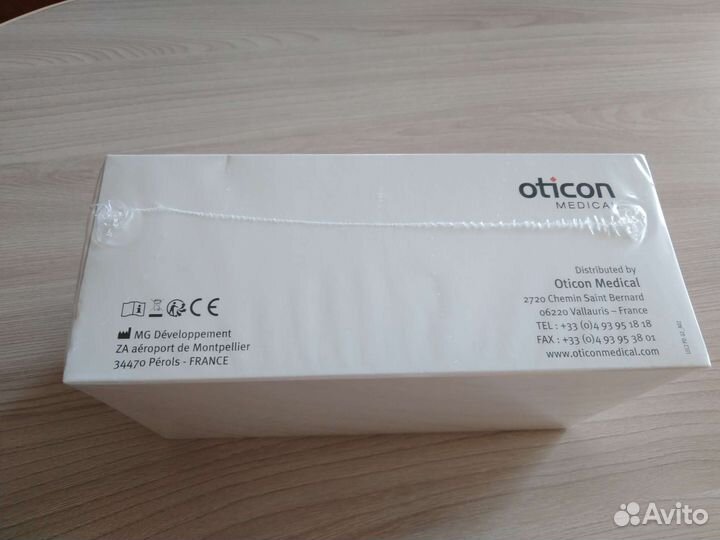 oticon
MEDICAL
Distributed by
Oticon Medical
2720 Chemin Saint Bernard
06220 Vallauris – France
TEL : +33 (0)4 93 95 18 18
FAX : +33 (0)4 93 95 38 01
www.oticonmedical.com
CE
MG Développement
ZA aéroport de Montpellier
34470 Pérols - FRANCE
Avito